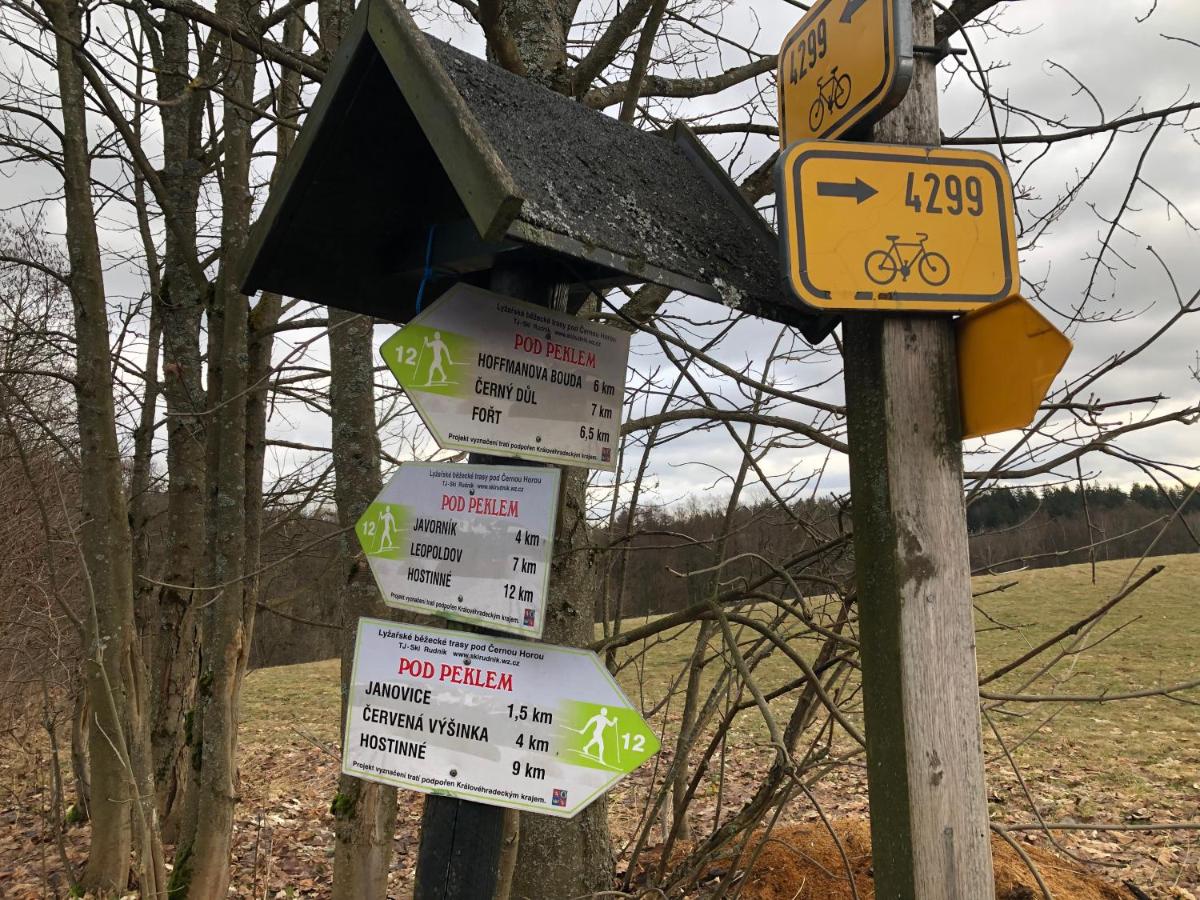 4299
4299
Lyžařské běžecké trasy pod Černou Horou
TJ-Ski Rudník www.skirudnik.wz.cz
POD PEKLEM
12
HOFFMANOVA BOUDA 6 km
ČERNÝ DŮL 7 km
FOŘT 6,5 km
Projekt vyznačení tratí podpořen Královéhradeckým krajem.
Lyžařské běžecké trasy pod Černou Horou
TJ-Ski Rudník www.skirudnik.wz.cz
POD PEKLEM
12
JAVORNÍK 4 km
LEOPOLDOV 7 km
HOSTINNÉ 12 km
Projekt vyznačení tratí podpořen Královéhradeckým krajem.
Lyžařské běžecké trasy pod Černou Horou
TJ-Ski Rudník www.skirudnik.wz.cz
POD PEKLEM
JANOVICE 1,5 km
ČERVENÁ VÝŠINKA 4 km
12
HOSTINNÉ 9 km
Projekt vyznačení tratí podpořen Královéhradeckým krajem.